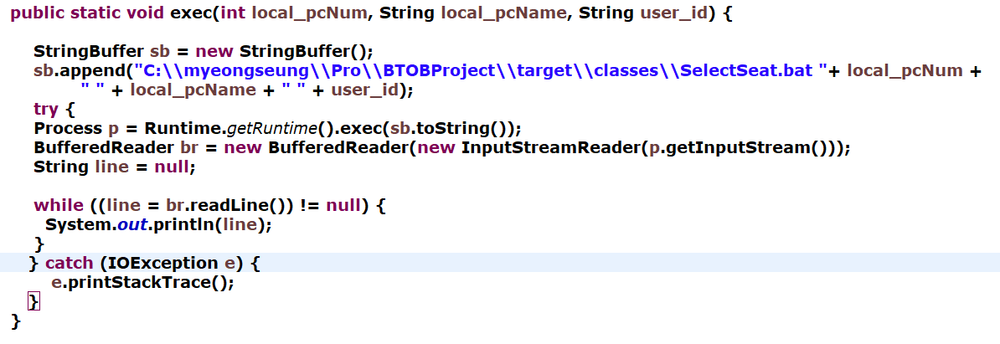 public static void exec(int local_pcNum, String local_pcName, String user_id) {
StringBuffer sb = new StringBuffer();
sb.append("C:\\myeongseung\\Pro\\BTOBProject\\target\\classes\\SelectSeat.bat "+ local_pcNum +
" " + local_pcName + " " + user_id);
try {
Process p = Runtime.getRuntime().exec(sb.toString());
BufferedReader br = new BufferedReader(new InputStreamReader(p.getInputStream()));
String line = null;
while ((line = br.readLine()) != null) {
System.out.println(line);
}
} catch (IOException e) {
e.printStackTrace();
}
}